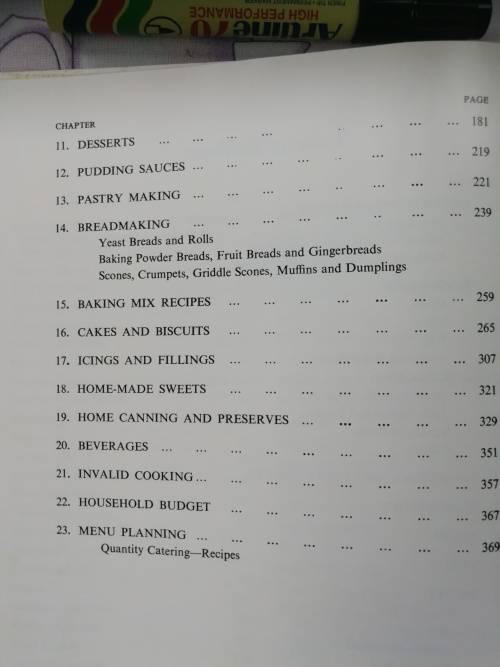 Artline 70
HIGH PERFORMANCE
PAGE
CHAPTER
11. DESSERTS ... ... ... ... ... ... ... 181
12. PUDDING SAUCES ... ... ... ... ... ... ... 219
13. PASTRY MAKING ... ... ... ... ... ... ... 221
14. BREADMAKING ... ... ... ... ... ... ... 239
Yeast Breads and Rolls
Baking Powder Breads, Fruit Breads and Gingerbreads
Scones, Crumpets, Griddle Scones, Muffins and Dumplings
15. BAKING MIX RECIPES ... ... ... ... ... ... ... 259
16. CAKES AND BISCUITS ... ... ... ... ... ... ... 265
17. ICINGS AND FILLINGS ... ... ... ... ... ... ... 307
18. HOME-MADE SWEETS ... ... ... ... ... ... ... 321
19. HOME CANNING AND PRESERVES ... ... ... ... ... 329
20. BEVERAGES ... ... ... ... ... ... ... ... ... 351
21. INVALID COOKING ... ... ... ... ... ... ... ... 357
22. HOUSEHOLD BUDGET ... ... ... ... ... ... ... 367
23. MENU PLANNING ... ... ... ... ... ... ... ... 369
Quantity Catering—Recipes